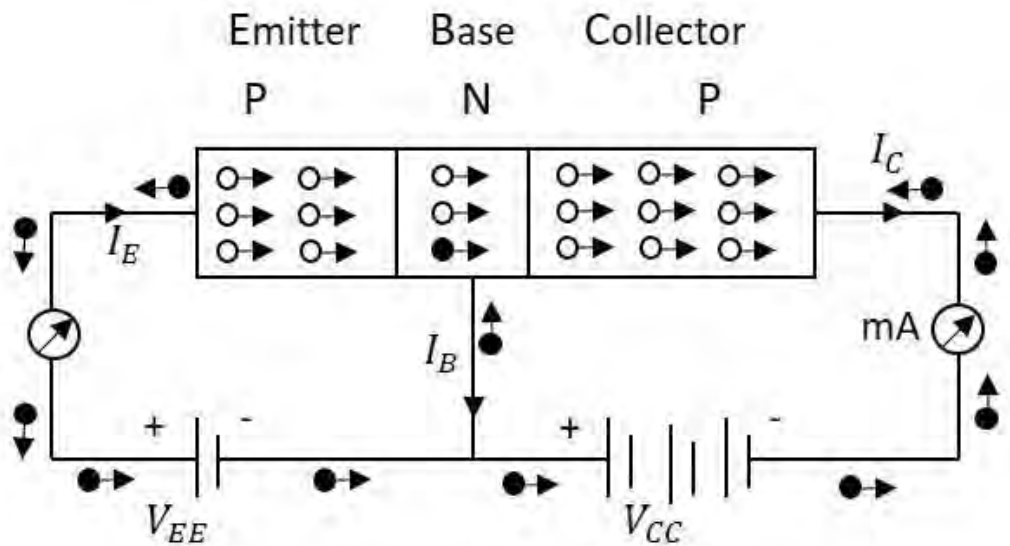 Emitter Base Collector
P N P
I_C
I_E
mA
I_B
+ - + -
V_EE V_CC